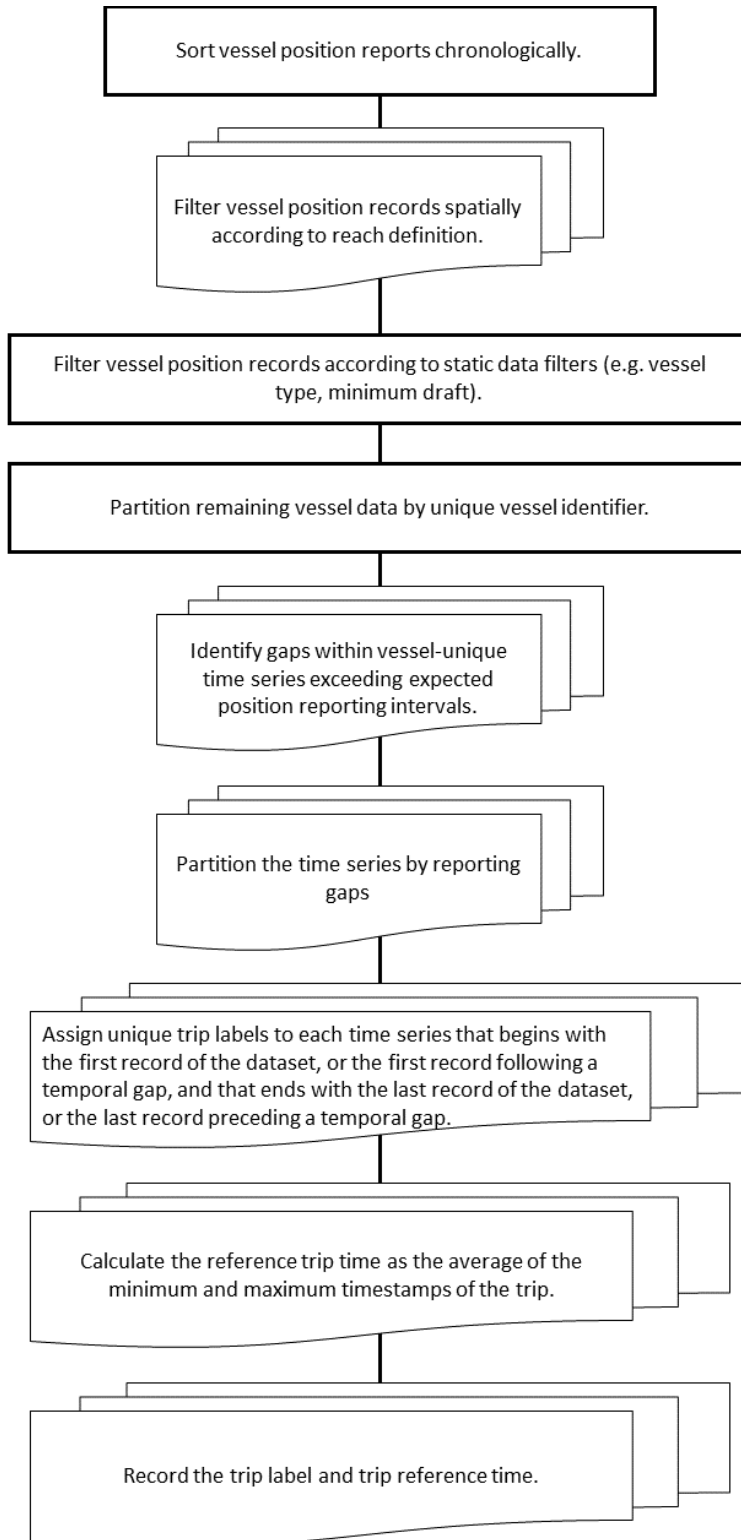 Sort vessel position reports chronologically.
Filter vessel position records spatially
according to reach definition.
Filter vessel position records according to static data filters (e.g. vessel
type, minimum draft).
Partition remaining vessel data by unique vessel identifier.
Identify gaps within vessel-unique
time series exceeding expected
position reporting intervals.
Partition the time series by reporting
gaps
Assign unique trip labels to each time series that begins with
the first record of the dataset, or the first record following a
temporal gap, and that ends with the last record of the dataset,
or the last record preceding a temporal gap.
Calculate the reference trip time as the average of the
minimum and maximum timestamps of the trip.
Record the trip label and trip reference time.